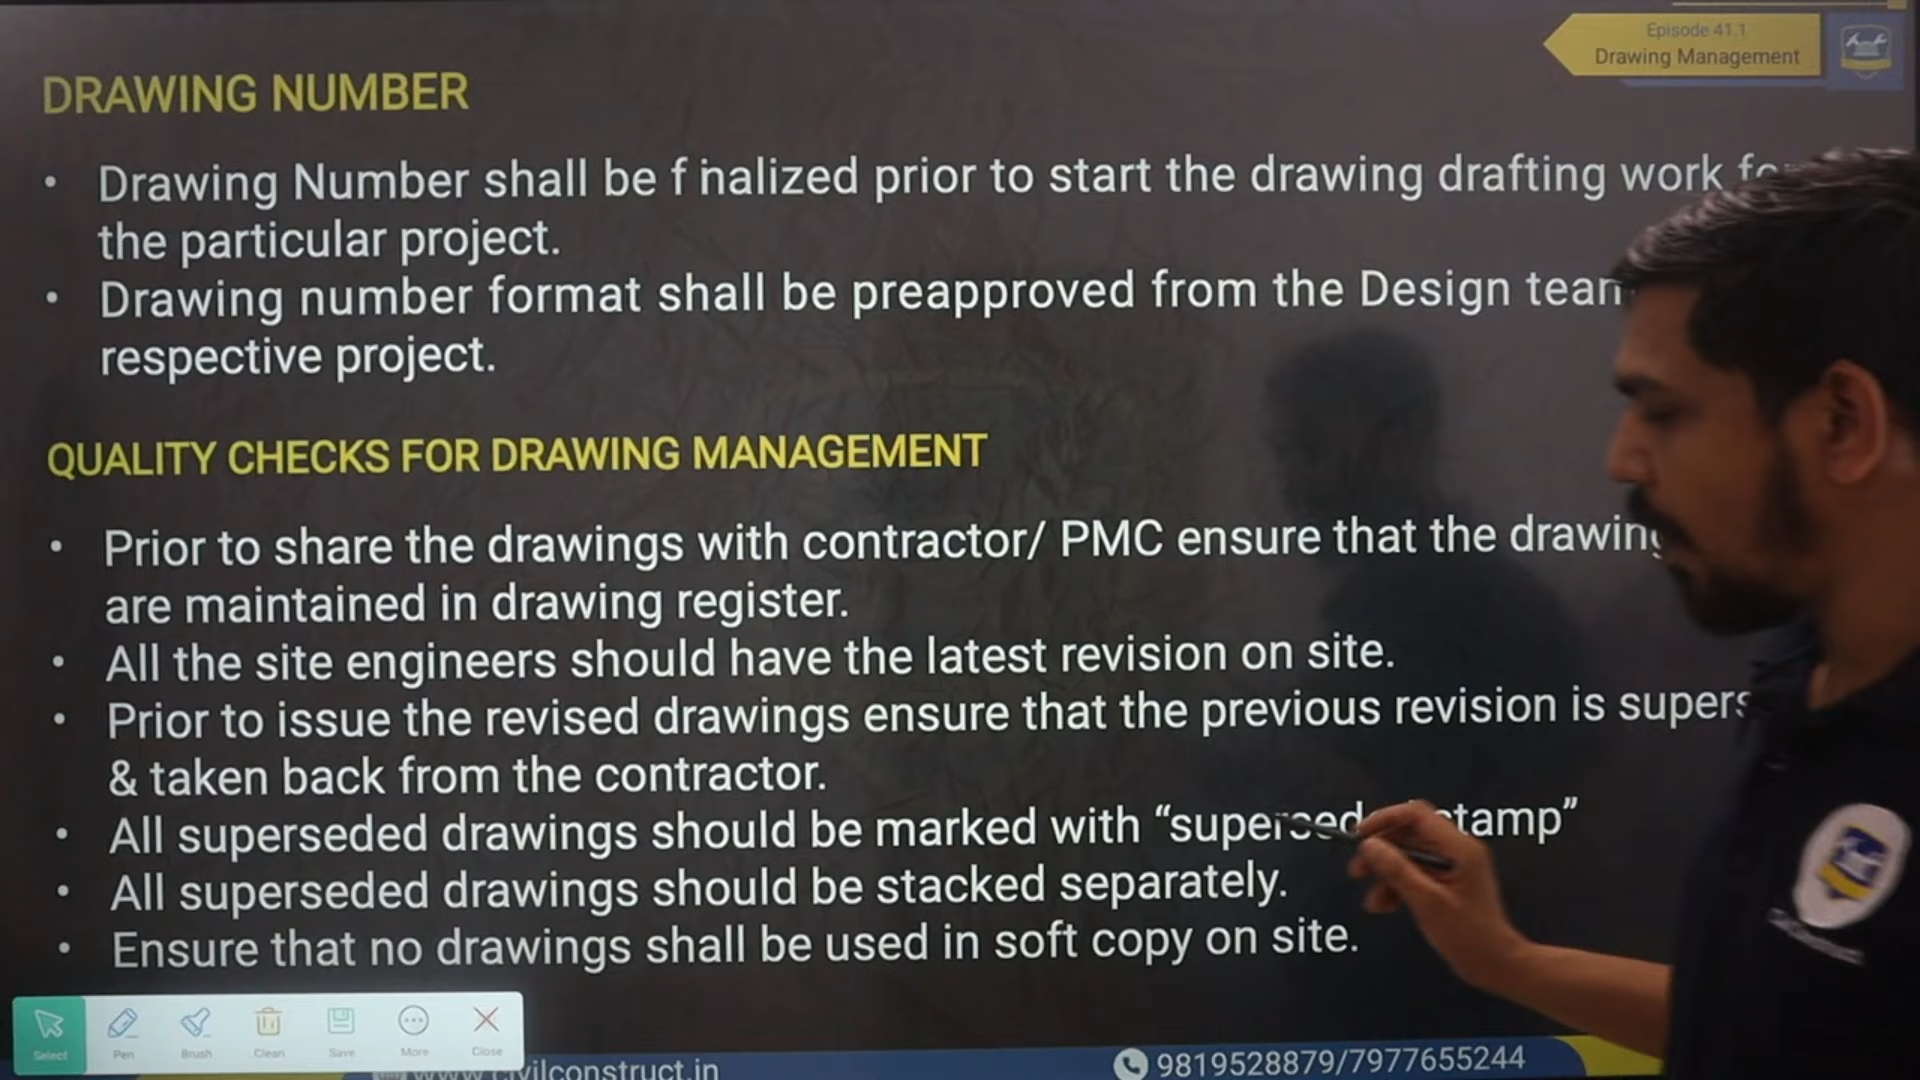 Episode 41.1
Drawing Management
DRAWING NUMBER
• Drawing Number shall be f inalized prior to start the drawing drafting work
the particular project.
• Drawing number format shall be preapproved from the Design
respective project.
QUALITY CHECKS FOR DRAWING MANAGEMENT
• Prior to share the drawings with contractor/ PMC ensure that the
are maintained in drawing register.
• All the site engineers should have the latest revision on site.
• Prior to issue the revised drawings ensure that the previous revision is
& taken back from the contractor.
• All superseded drawings should be marked with
• All superseded drawings should be stacked separately.
• Ensure that no drawings shall be used in soft copy on site.
Select Pen Brush Clean Save More Close
9819528879/7977655244